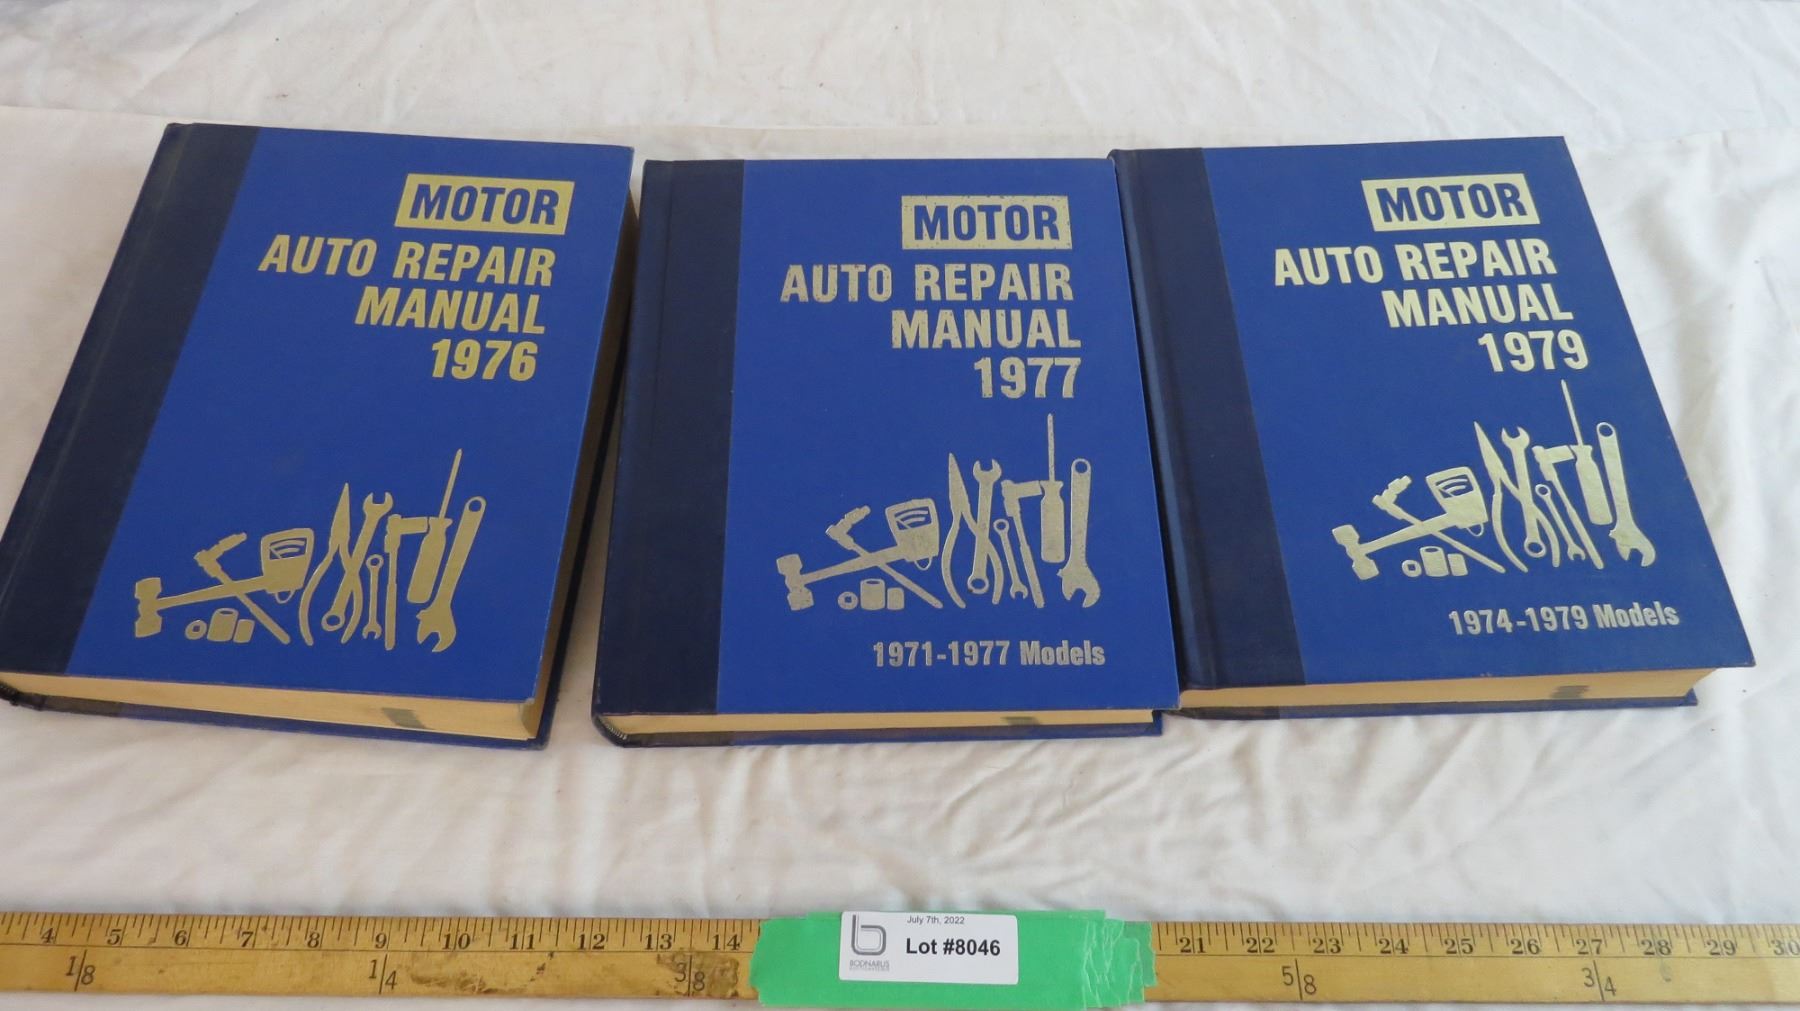 MOTOR
AUTO REPAIR
MANUAL
1976
MOTOR
AUTO REPAIR
MANUAL
1977
1971-1977 Models
MOTOR
AUTO REPAIR
MANUAL
1979
1974-1979 Models
4 5 6 7 8 9 10 11 12 13 14
1/8 1/4 3/8
July 7th, 2022
Lot #8046
b
BODNARUS
21 22 23 24 25 26 27 28 29 30
5/8 3/4